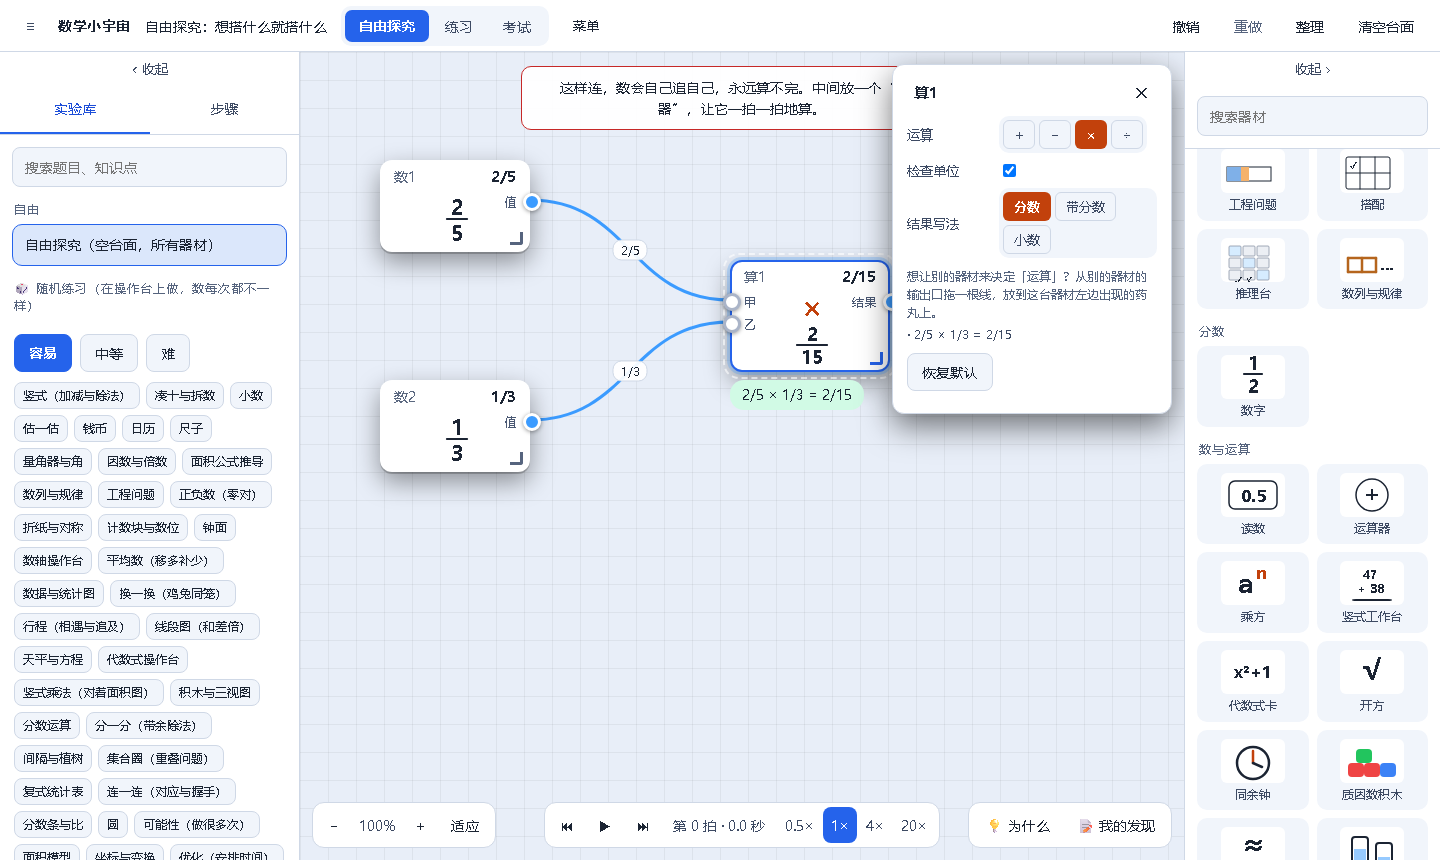 ≡ 数学小宇宙 自由探究：想搭什么就搭什么 自由探究 练习 考试 菜单 撤销 重做 整理 清空台面
‹ 收起
实验库 步骤
搜索题目、知识点
自由
自由探究（空台面，所有器材）
随机练习（在操作台上做，数每次都不一
样）
容易 中等 难
竖式（加减与除法） 凑十与拆数 小数
估一估 钱币 日历 尺子
量角器与角 因数与倍数 面积公式推导
数列与规律 工程问题 正负数（零对）
折纸与对称 计数块与数位 钟面
数轴操作台 平均数（移多补少）
数据与统计图 换一换（鸡兔同笼）
行程（相遇与追及） 线段图（和差倍）
天平与方程 代数式操作台
竖式乘法（对着面积图） 积木与三视图
分数运算 分一分（带余除法）
间隔与植树 集合圈（重叠问题）
复式统计表 连一连（对应与握手）
分数条与比 圆 可能性（做很多次）
面积模型 坐标与变换 优化（安排时间）
这样连，数会自己追自己，永远算不完。中间放一个“
器”，让它一拍一拍地算。
数1 2/5
值
2
5
2/5
数2 1/3
值
1
3
1/3
算1 2/15
甲 结果
乙
×
2
15
2/5 × 1/3 = 2/15
算1 ✕
运算 + − × ÷
检查单位
结果写法 分数 带分数
小数
想让别的器材来决定「运算」？从别的器材的
输出口拖一根线，放到这台器材左边出现的药
丸上。
· 2/5 × 1/3 = 2/15
恢复默认
− 100% + 适应
⏮ ▶ ⏭ 第 0 拍 · 0.0 秒 0.5× 1× 4× 20×
为什么 我的发现
收起 ›
搜索器材
工程问题 搭配
推理台 数列与规律
分数
1
2
数字
数与运算
0.5 +
读数 运算器
aⁿ 47
+ 38
乘方 竖式工作台
x²+1 √
代数式卡 开方
同余钟 质因数积木
≈